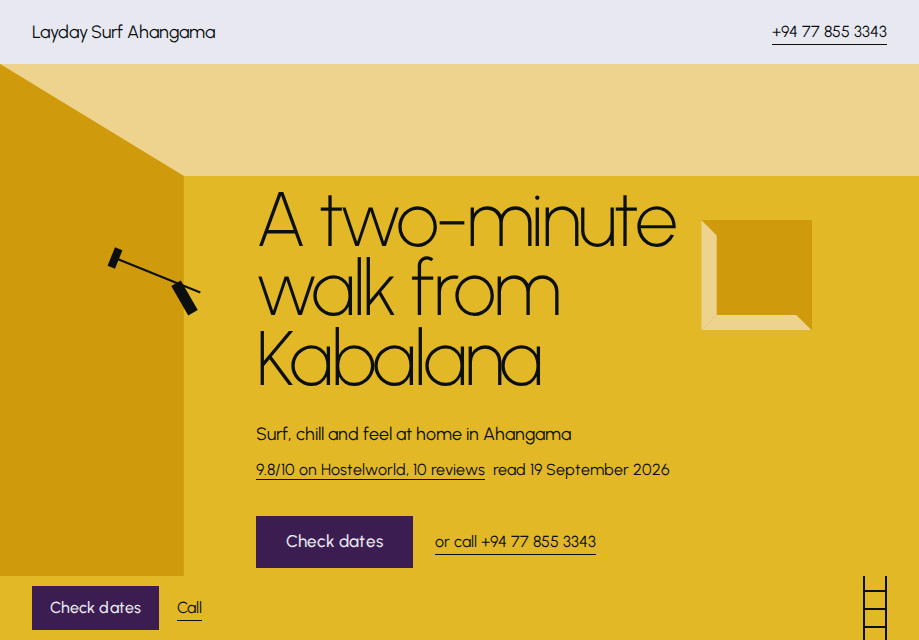 Layday Surf Ahangama
+94 77 855 3343
A two-minute
walk from
Kabalana
Surf, chill and feel at home in Ahangama
9.8/10 on Hostelworld, 10 reviews read 19 September 2026
Check dates
or call +94 77 855 3343
Check dates
Call